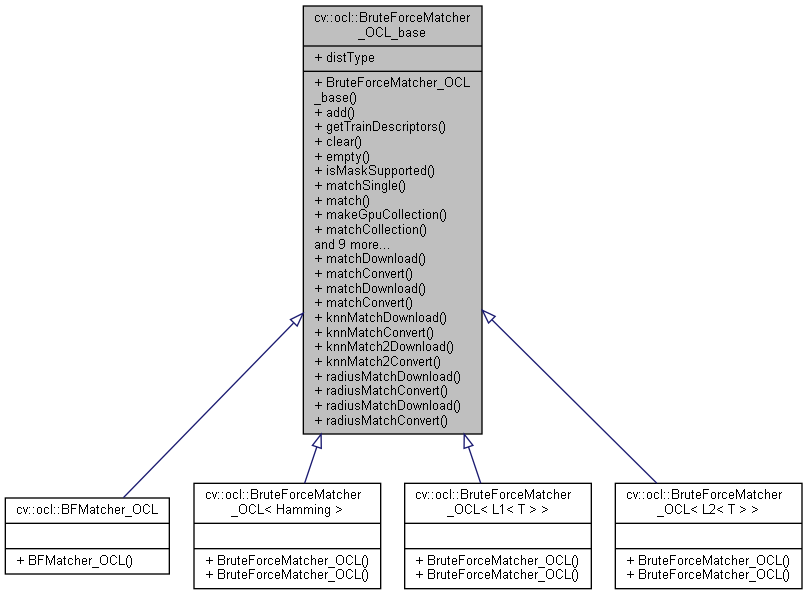 cv::ocl::BruteForceMatcher
_OCL_base
+ distType
+ BruteForceMatcher_OCL
_base()
+ add()
+ getTrainDescriptors()
+ clear()
+ empty()
+ isMaskSupported()
+ matchSingle()
+ match()
+ makeGpuCollection()
+ matchCollection()
and 9 more...
+ matchDownload()
+ matchConvert()
+ matchDownload()
+ matchConvert()
+ knnMatchDownload()
+ knnMatchConvert()
+ knnMatch2Download()
+ knnMatch2Convert()
+ radiusMatchDownload()
+ radiusMatchConvert()
+ radiusMatchDownload()
+ radiusMatchConvert()
cv::ocl::BFMatcher_OCL
+ BFMatcher_OCL()
cv::ocl::BruteForceMatcher
_OCL< Hamming >
+ BruteForceMatcher_OCL()
+ BruteForceMatcher_OCL()
cv::ocl::BruteForceMatcher
_OCL< L1< T > >
+ BruteForceMatcher_OCL()
+ BruteForceMatcher_OCL()
cv::ocl::BruteForceMatcher
_OCL< L2< T > >
+ BruteForceMatcher_OCL()
+ BruteForceMatcher_OCL()